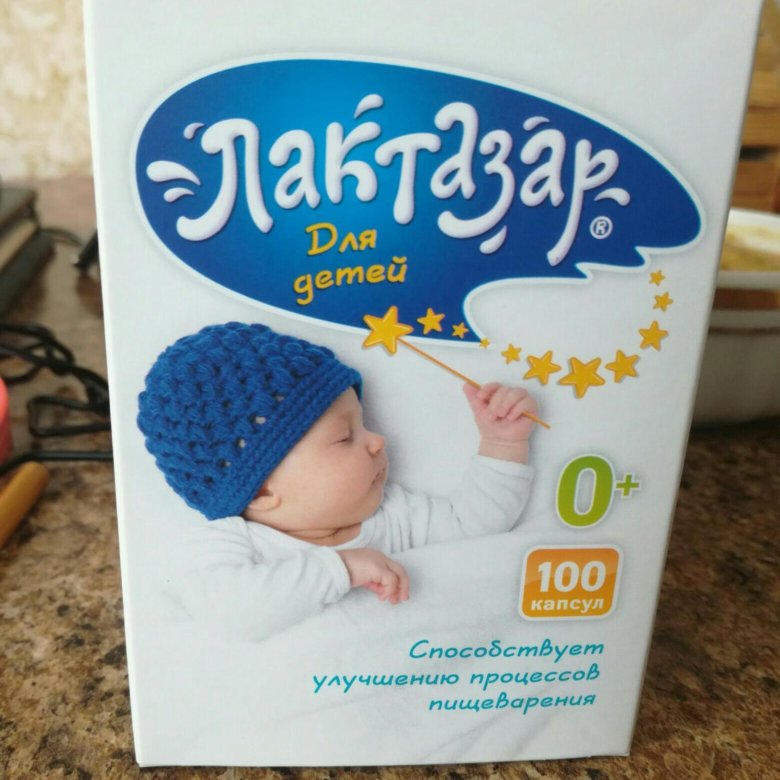 Лактазар®
Для
детей
0+
100
капсул
Способствует
улучшению процессов
пищеварения